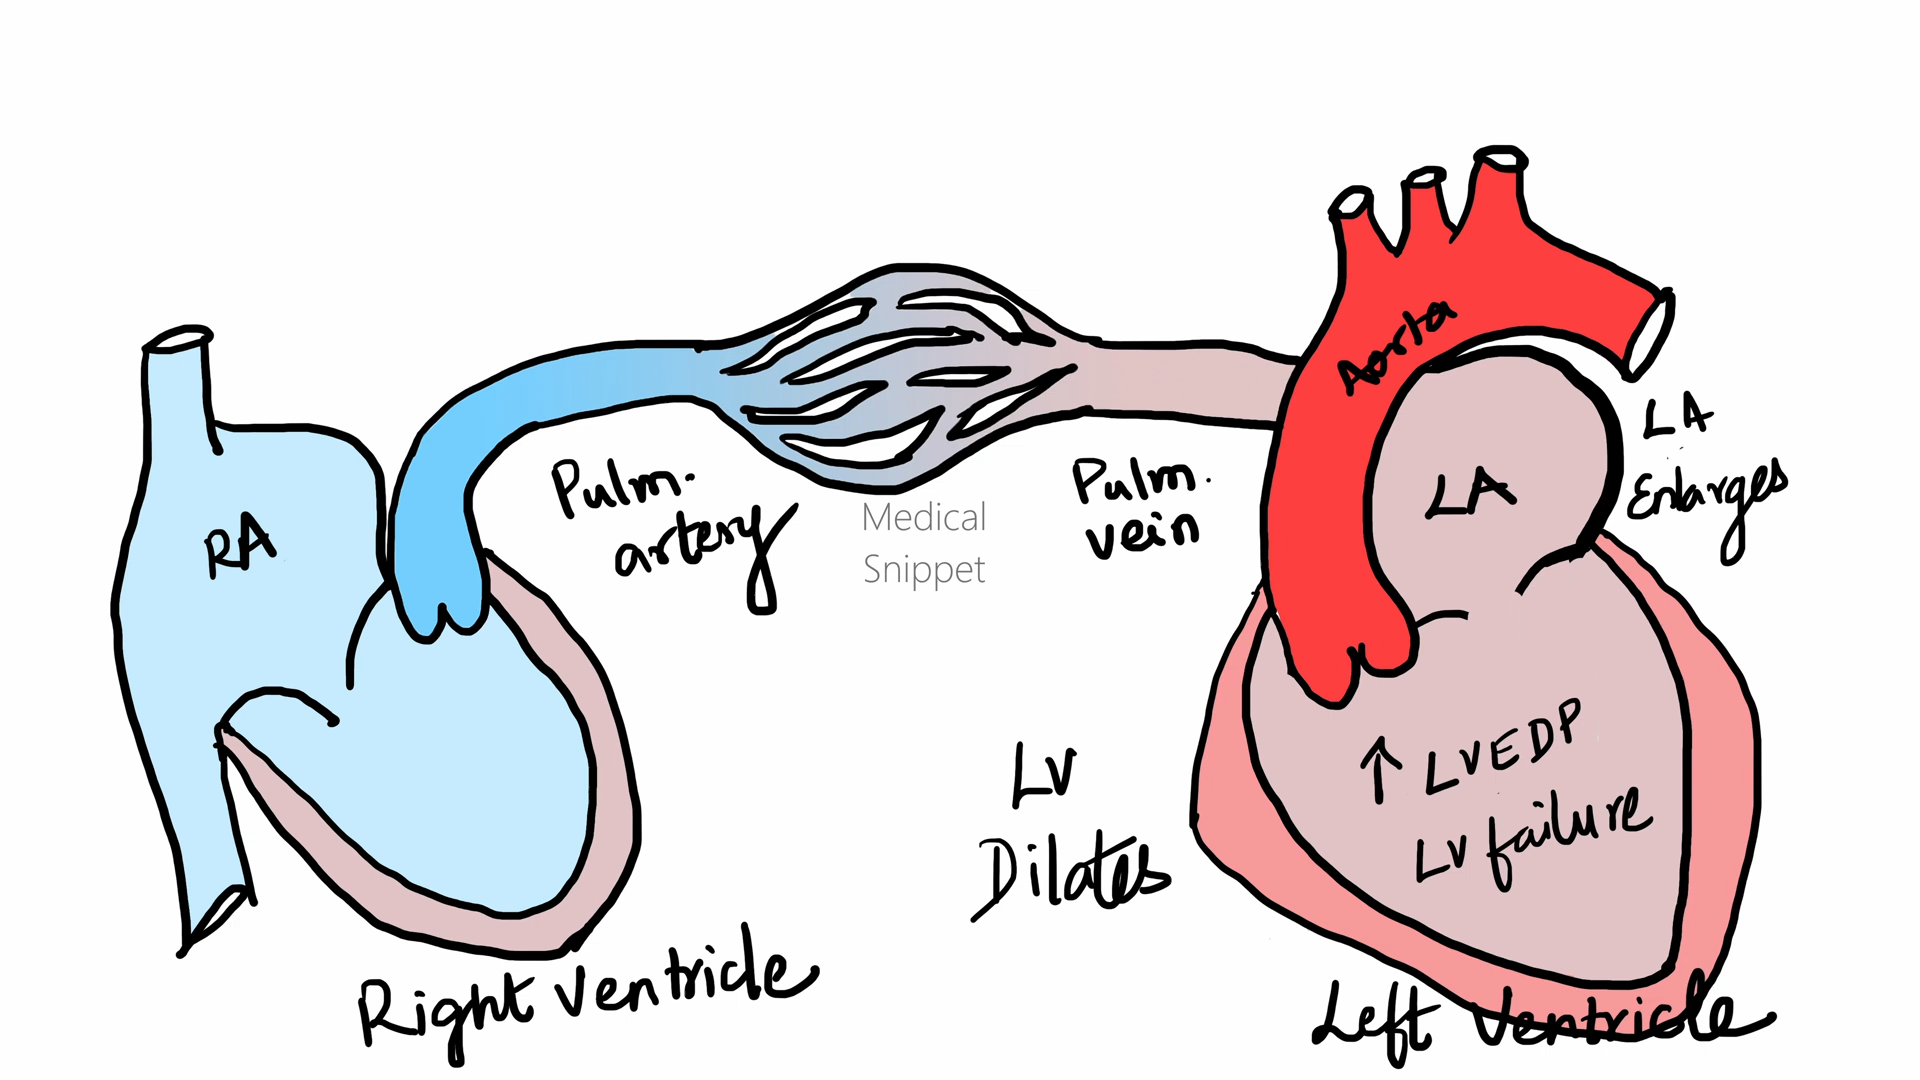 Aorta
RA
Pulm.
artery
Medical
Snippet
Pulm.
vein
LA
LA
Enlarges
LV
Dilates
↑ LVEDP
LV failure
Right Ventricle
Left Ventricle